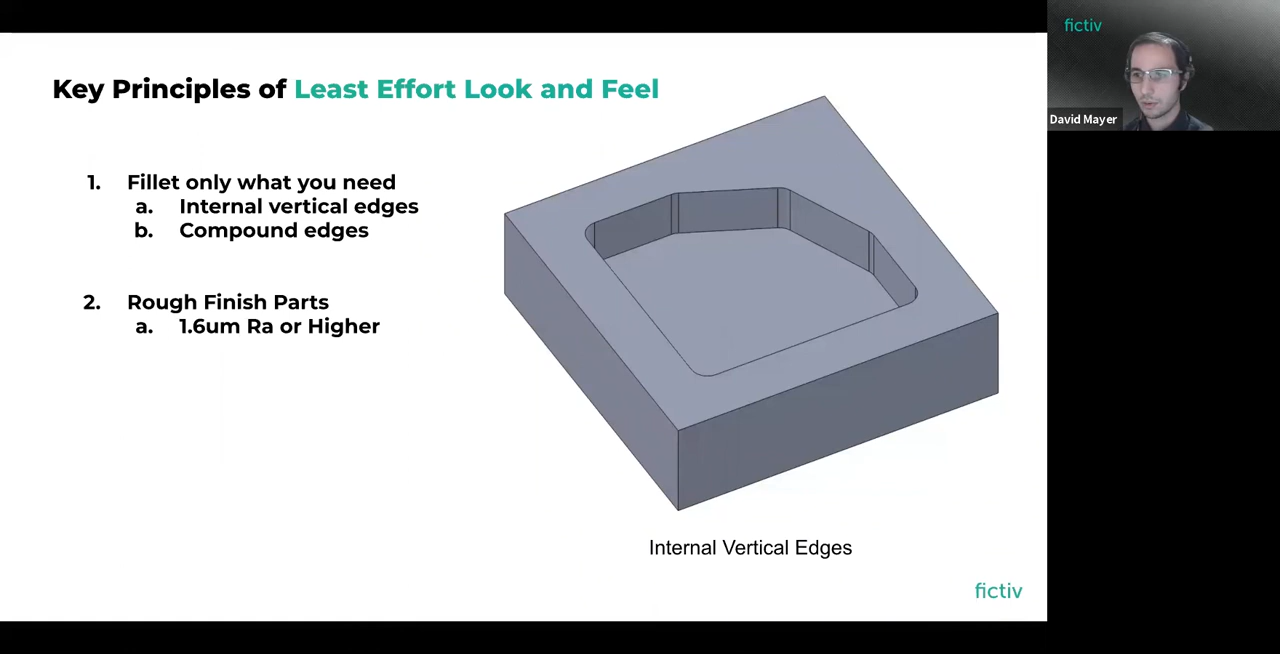 Key Principles of Least Effort Look and Feel
1. Fillet only what you need
a. Internal vertical edges
b. Compound edges
2. Rough Finish Parts
a. 1.6um Ra or Higher
Internal Vertical Edges
fictiv
fictiv
David Mayer